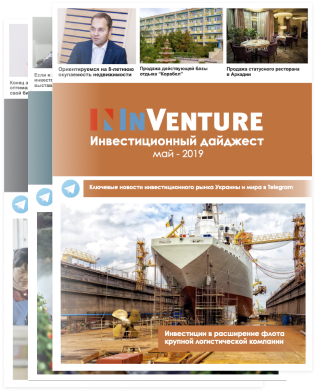 Ориентируемся на 8-летнюю
окупаемость недвижимости
Продажа действующей Базы
отдыха "Корабел"
Продажа статусного ресторана
в Аркадии
INVENTURE
Инвестиционный дайджест
май - 2019
Ключевые новости инвестиционного рынка Украины и мира в Telegram
Инвестиции в расширение флота
крупной логистической компании
Если и
выстав
Конец э
оптима
свой би